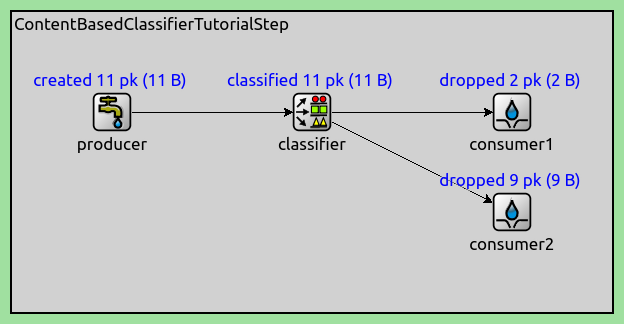 ContentBasedClassifierTutorialStep
created 11 pk (11 B)
classified 11 pk (11 B)
dropped 2 pk (2 B)
producer
classifier
consumer1
dropped 9 pk (9 B)
consumer2